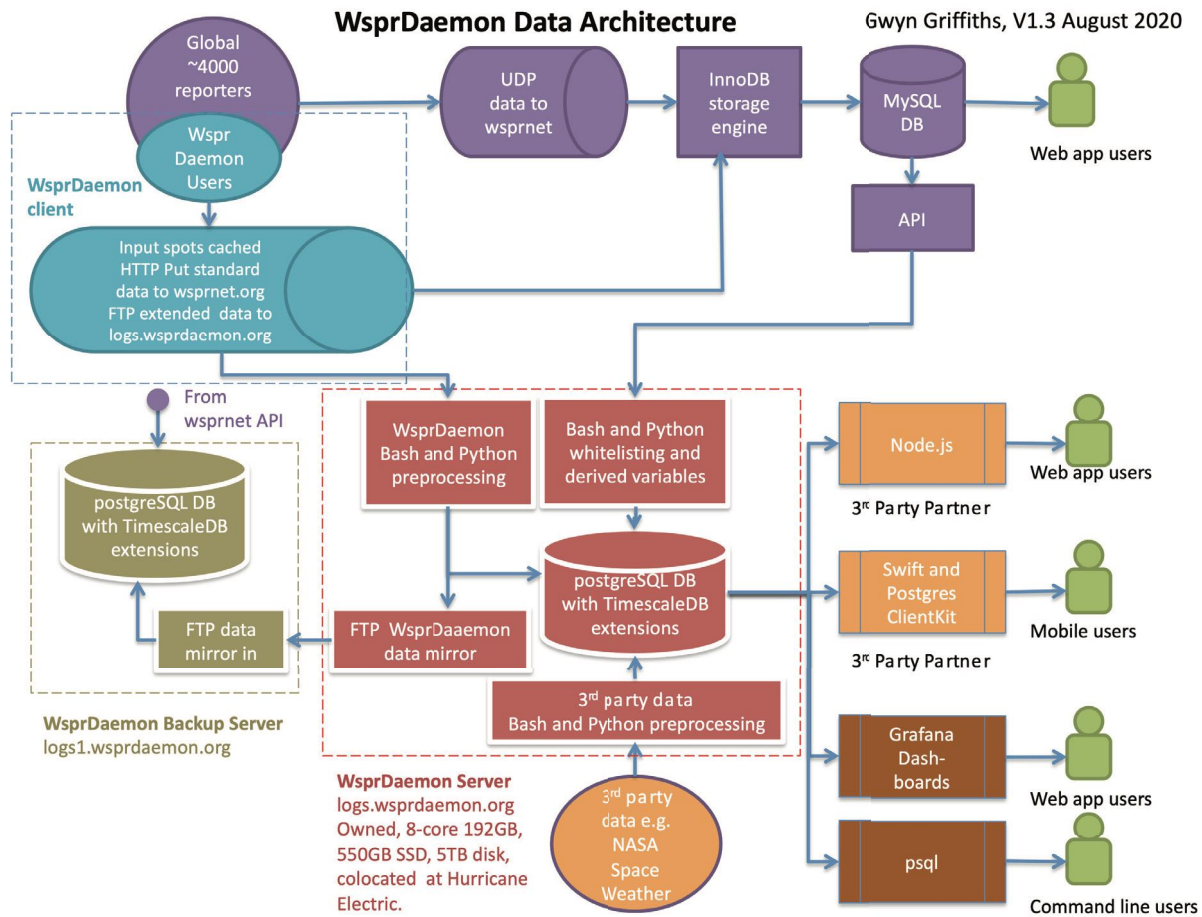 WsprDaemon Data Architecture
Gwyn Griffiths, V1.3 August 2020
Global
~4000
reporters
UDP
data to
wsprnet
InnoDB
storage
engine
MySQL
DB
Web app users
Wspr
Daemon
Users
WsprDaemon
client
API
Input spots cached
HTTP Put standard
data to wsprnet.org
FTP extended data to
logs.wsprdaemon.org
From
wsprnet API
WsprDaemon
Bash and Python
preprocessing
Bash and Python
whitelisting and
derived variables
Node.js
Web app users
3rd Party Partner
postgreSQL DB
with TimescaleDB
extensions
postgreSQL DB
with TimescaleDB
extensions
Swift and
Postgres
ClientKit
Mobile users
3rd Party Partner
FTP data
mirror in
FTP WsprDaaemon
data mirror
3rd party data
Bash and Python preprocessing
WsprDaemon Backup Server
logs1.wsprdaemon.org
Grafana
Dash-
boards
Web app users
WsprDaemon Server
logs.wsprdaemon.org
Owned, 8-core 192GB,
550GB SSD, 5TB disk,
colocated at Hurricane
Electric.
3rd party
data e.g.
NASA
Space
Weather
psql
Command line users